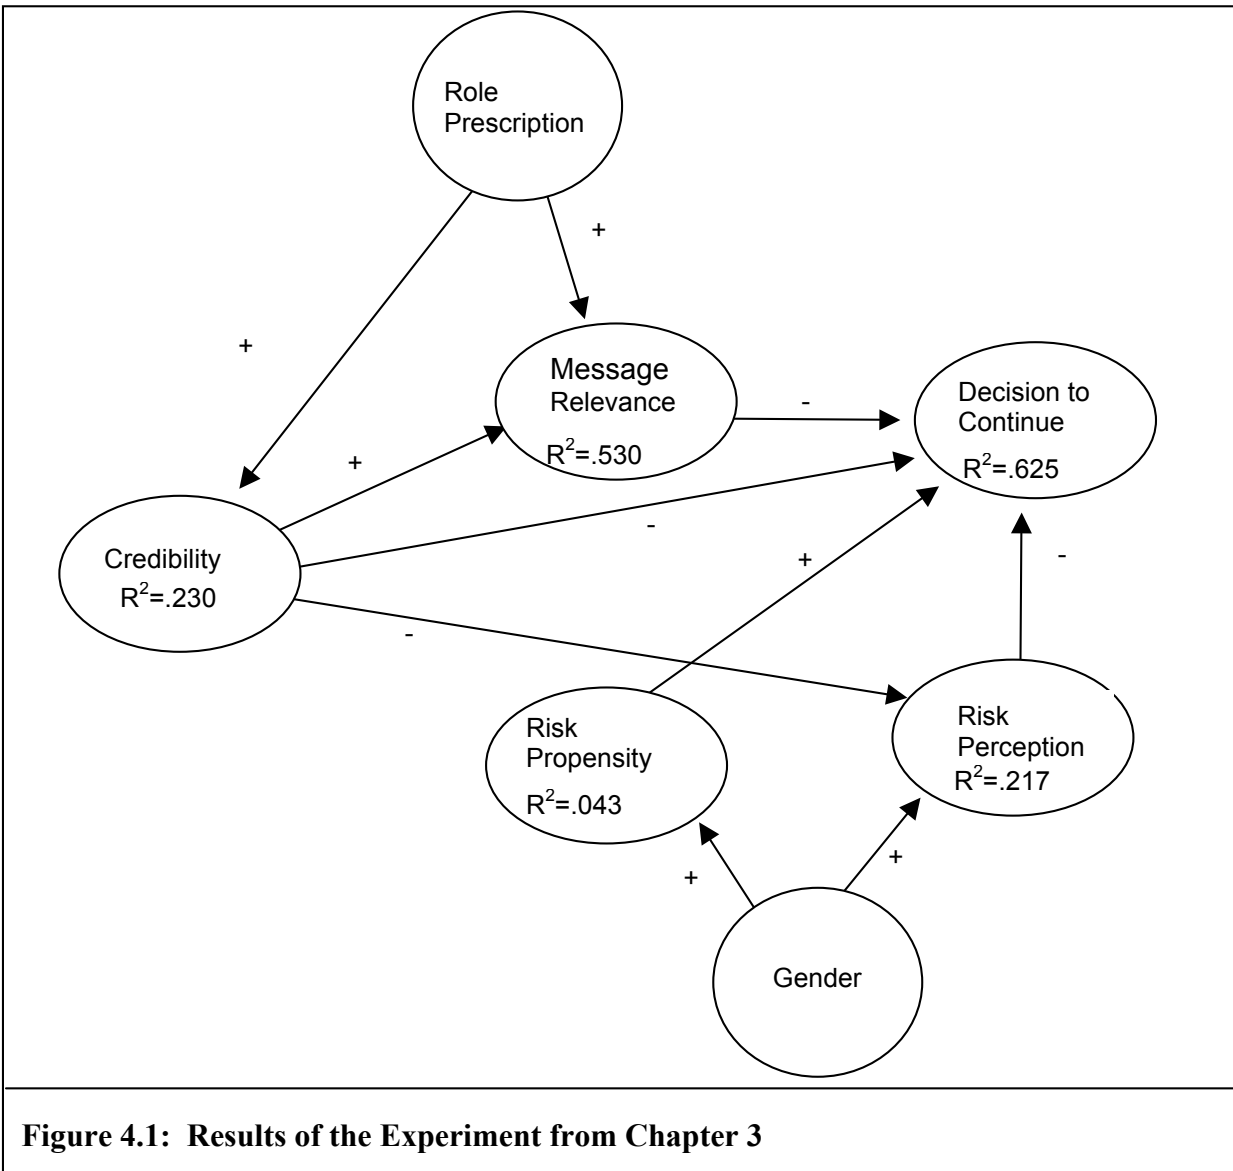 Role
Prescription
+
+
Message
Relevance
R²=.530
-
Decision to
Continue
R²=.625
+
-
Credibility
R²=.230
+
-
-
Risk
Propensity
R²=.043
Risk
Perception
R²=.217
+
+
Gender
Figure 4.1: Results of the Experiment from Chapter 3